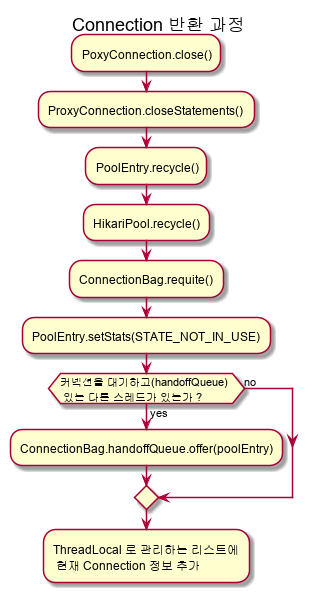 Connection 반환 과정
PoxyConnection.close()
ProxyConnection.closeStatements()
PoolEntry.recycle()
HikariPool.recycle()
ConnectionBag.requite()
PoolEntry.setStats(STATE_NOT_IN_USE)
커넥션을 대기하고(handoffQueue)
있는 다른 스레드가 있는가 ?
no
yes
ConnectionBag.handoffQueue.offer(poolEntry)
ThreadLocal 로 관리하는 리스트에
현재 Connection 정보 추가